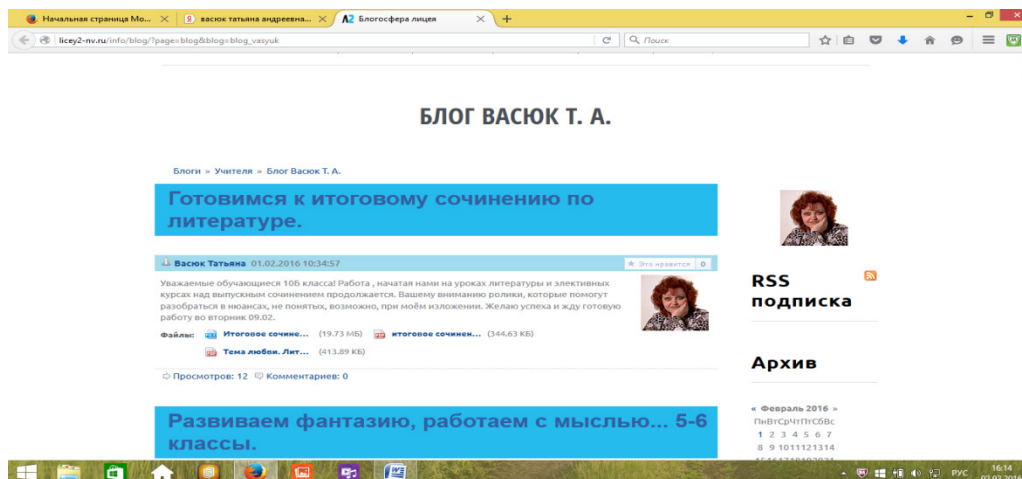 Начальная страница Mo...
васюк татьяна андреевна...
Блогосфера лицея
licey2-nv.ru/info/blog/?page=blog&blog=blog_vasyuk
Поиск
БЛОГ ВАСЮК Т. А.
Блоги » Учителя » Блог Васюк Т. А.
Готовимся к итоговому сочинению по
литературе.
Васюк Татьяна 01.02.2016 10:34:57
Это нравится 0
Уважаемые обучающиеся 10Б класса! Работа , начатая нами на уроках литературы и элективных
курсах над выпускным сочинением продолжается. Вашему вниманию ролики, которые помогут
разобраться в нюансах, не понятых, возможно, при моём изложении. Желаю успеха и жду готовую
работу во вторник 09.02.
Файлы: Итоговое сочине... (19.73 МБ) итоговое сочинен... (344.63 КБ)
Тема любви. Лит... (413.89 КБ)
Просмотров: 12 Комментариев: 0
Развиваем фантазию, работаем с мыслью... 5-6
классы.
RSS
подписка
Архив
« Февраль 2016 »
ПнВтСрЧтПтСбВс
1 2 3 4 5 6 7
8 9 1011121314
РУС
16:14
02.02.2016